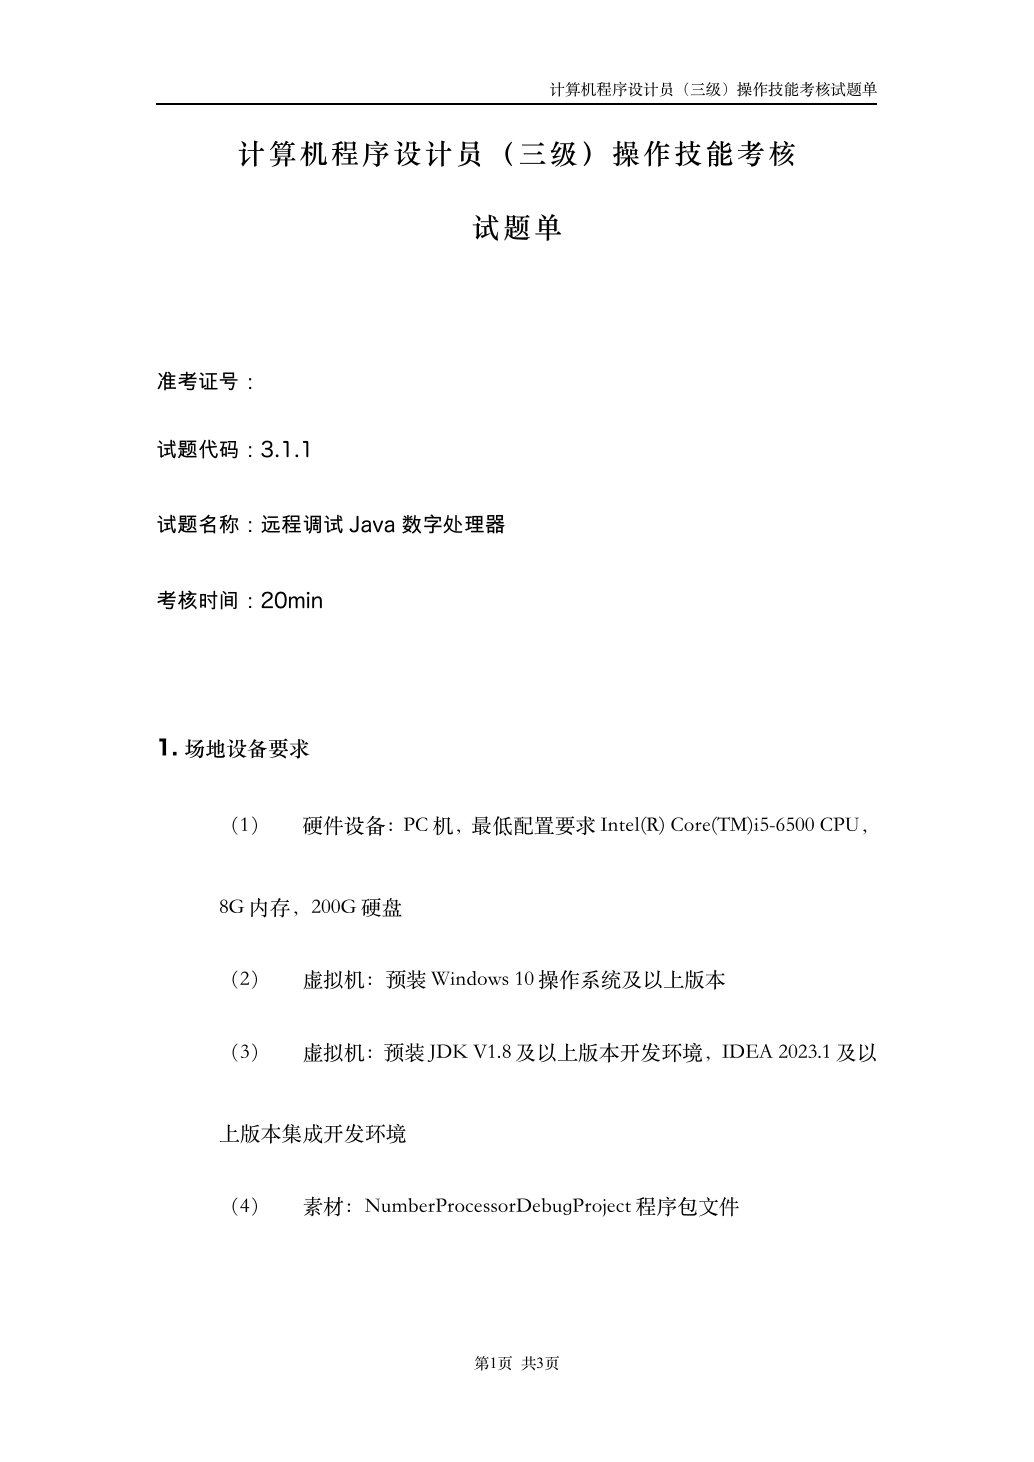 计算机程序设计员（三级）操作技能考核试题单
计算机程序设计员（三级）操作技能考核
试题单
准考证号：
试题代码：3.1.1
试题名称：远程调试 Java 数字处理器
考核时间：20min
1. 场地设备要求
（1） 硬件设备：PC 机，最低配置要求 Intel(R) Core(TM)i5-6500 CPU，
8G 内存，200G 硬盘
（2） 虚拟机：预装 Windows 10 操作系统及以上版本
（3） 虚拟机：预装 JDK V1.8 及以上版本开发环境，IDEA 2023.1 及以
上版本集成开发环境
（4） 素材：NumberProcessorDebugProject 程序包文件
第1页 共3页